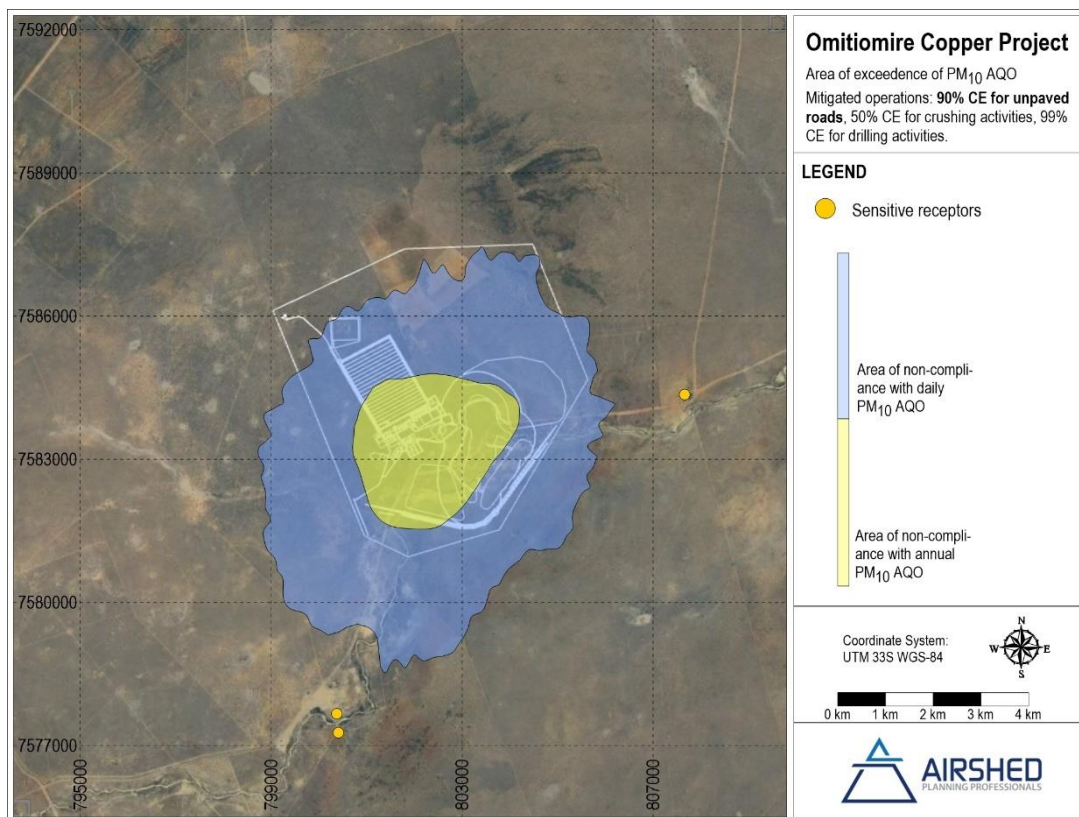 7592000
7589000
7586000
7583000
7580000
7577000
795000
799000
803000
807000
Omitiomire Copper Project
Area of exceedence of PM10 AQO
Mitigated operations: 90% CE for unpaved
roads, 50% CE for crushing activities, 99%
CE for drilling activities.
LEGEND
Sensitive receptors
Area of non-compli-
ance with daily
PM10 AQO
Area of non-compli-
ance with annual
PM10 AQO
Coordinate System:
UTM 33S WGS-84
N
W E
S
0 km 1 km 2 km 3 km 4 km
AIRSHED
PLANNING PROFESSIONALS